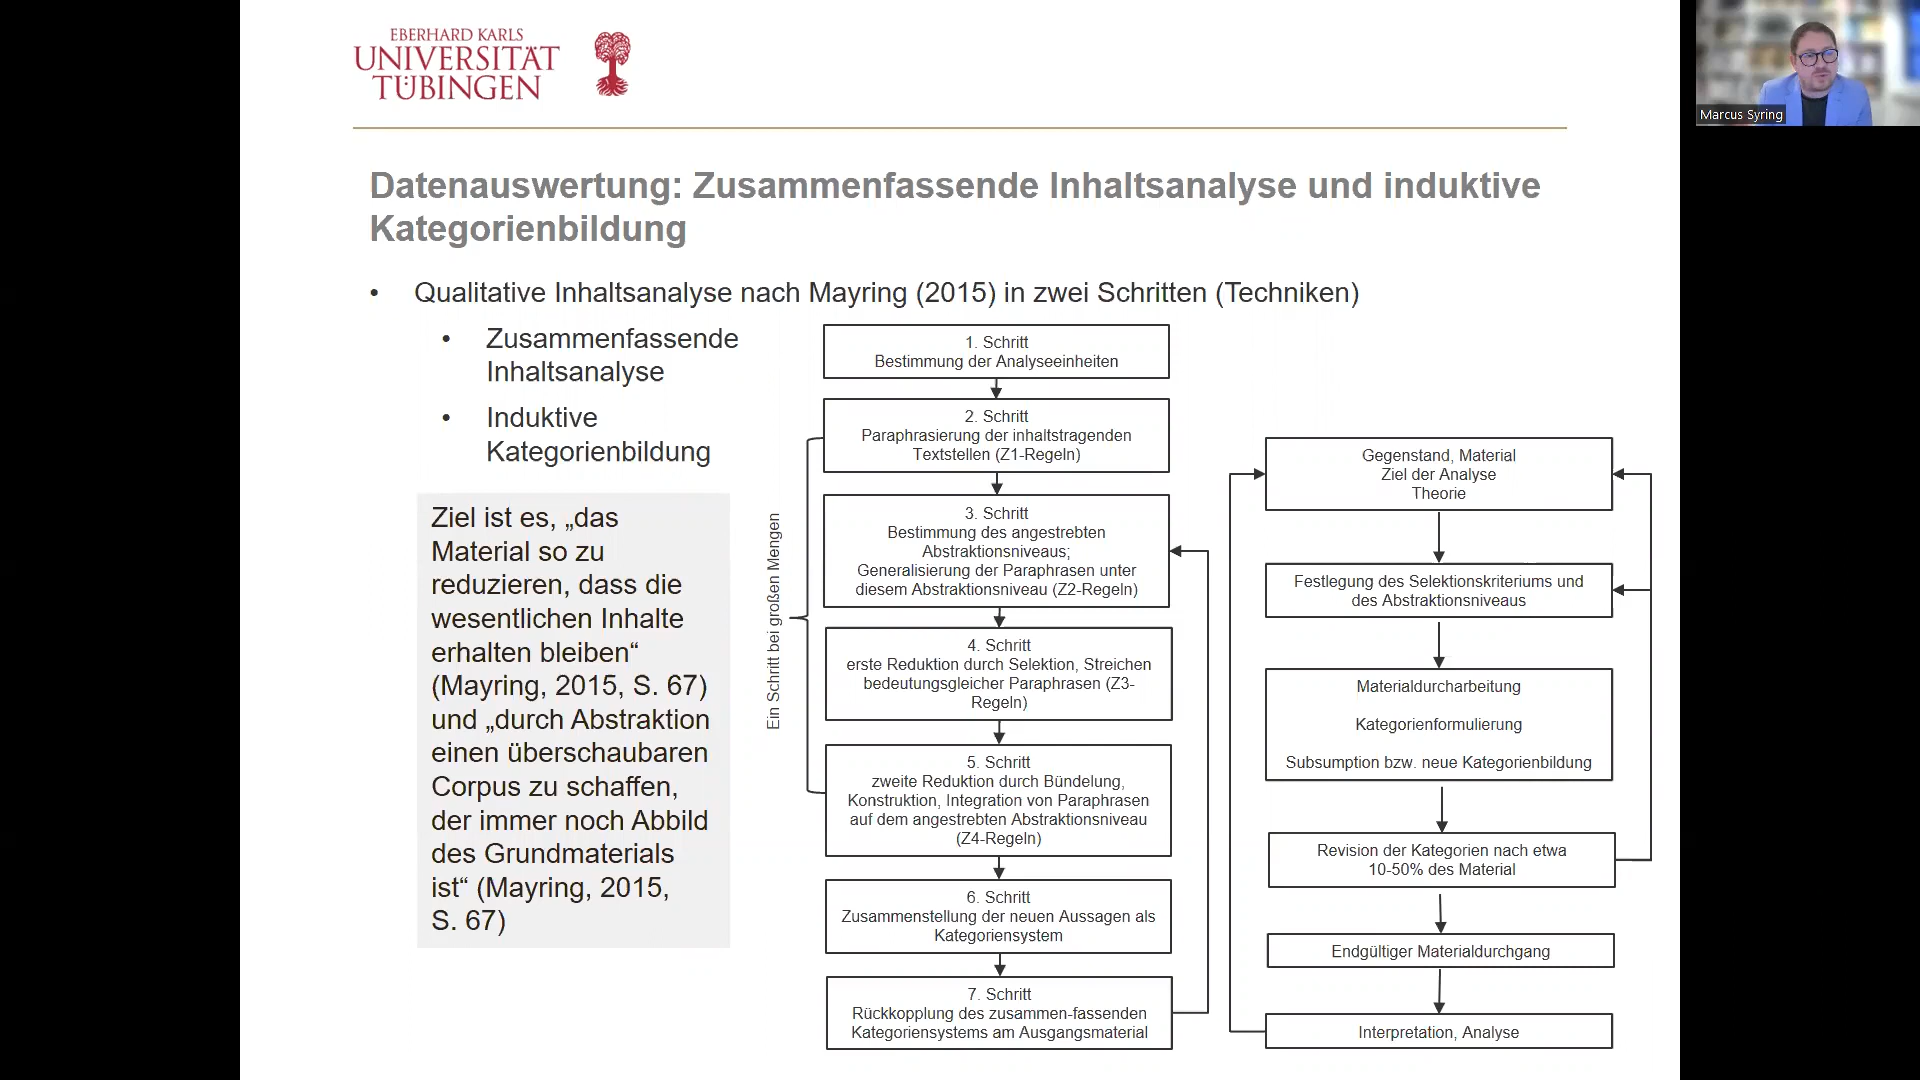 EBERHARD KARLS
UNIVERSITÄT
TÜBINGEN
Marcus Syring
Datenauswertung: Zusammenfassende Inhaltsanalyse und induktive
Kategorienbildung
• Qualitative Inhaltsanalyse nach Mayring (2015) in zwei Schritten (Techniken)
• Zusammenfassende
Inhaltsanalyse
• Induktive
Kategorienbildung
Ziel ist es, „das
Material so zu
reduzieren, dass die
wesentlichen Inhalte
erhalten bleiben“
(Mayring, 2015, S. 67)
und „durch Abstraktion
einen überschaubaren
Corpus zu schaffen,
der immer noch Abbild
des Grundmaterials
ist“ (Mayring, 2015,
S. 67)
Ein Schritt bei großen Mengen
1. Schritt
Bestimmung der Analyseeinheiten
2. Schritt
Paraphrasierung der inhaltstragenden
Textstellen (Z1-Regeln)
3. Schritt
Bestimmung des angestrebten
Abstraktionsniveaus;
Generalisierung der Paraphrasen unter
diesem Abstraktionsniveau (Z2-Regeln)
4. Schritt
erste Reduktion durch Selektion, Streichen
bedeutungsgleicher Paraphrasen (Z3-
Regeln)
5. Schritt
zweite Reduktion durch Bündelung,
Konstruktion, Integration von Paraphrasen
auf dem angestrebten Abstraktionsniveau
(Z4-Regeln)
6. Schritt
Zusammenstellung der neuen Aussagen als
Kategoriensystem
7. Schritt
Rückkopplung des zusammen-fassenden
Kategoriensystems am Ausgangsmaterial
Gegenstand, Material
Ziel der Analyse
Theorie
Festlegung des Selektionskriteriums und
des Abstraktionsniveaus
Materialdurcharbeitung
Kategorienformulierung
Subsumption bzw. neue Kategorienbildung
Revision der Kategorien nach etwa
10-50% des Material
Endgültiger Materialdurchgang
Interpretation, Analyse